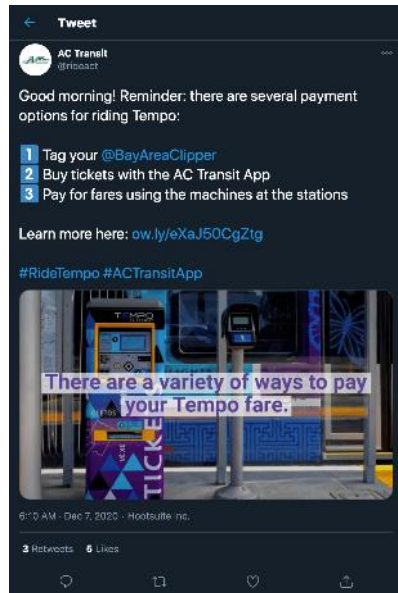 Tweet
AC Transit
@rideact
Good morning! Reminder: there are several payment
options for riding Tempo:
1 Tag your @BayAreaClipper
2 Buy tickets with the AC Transit App
3 Pay for fares using the machines at the stations
Learn more here: ow.ly/eXaJ50CgZtg
#RideTempo #ACTransitApp
TEMPO
There are a variety of ways to pay
your Tempo fare.
TICKET
6:10 AM · Dec 7, 2020 · Hootsuite Inc.
3 Retweets 6 Likes